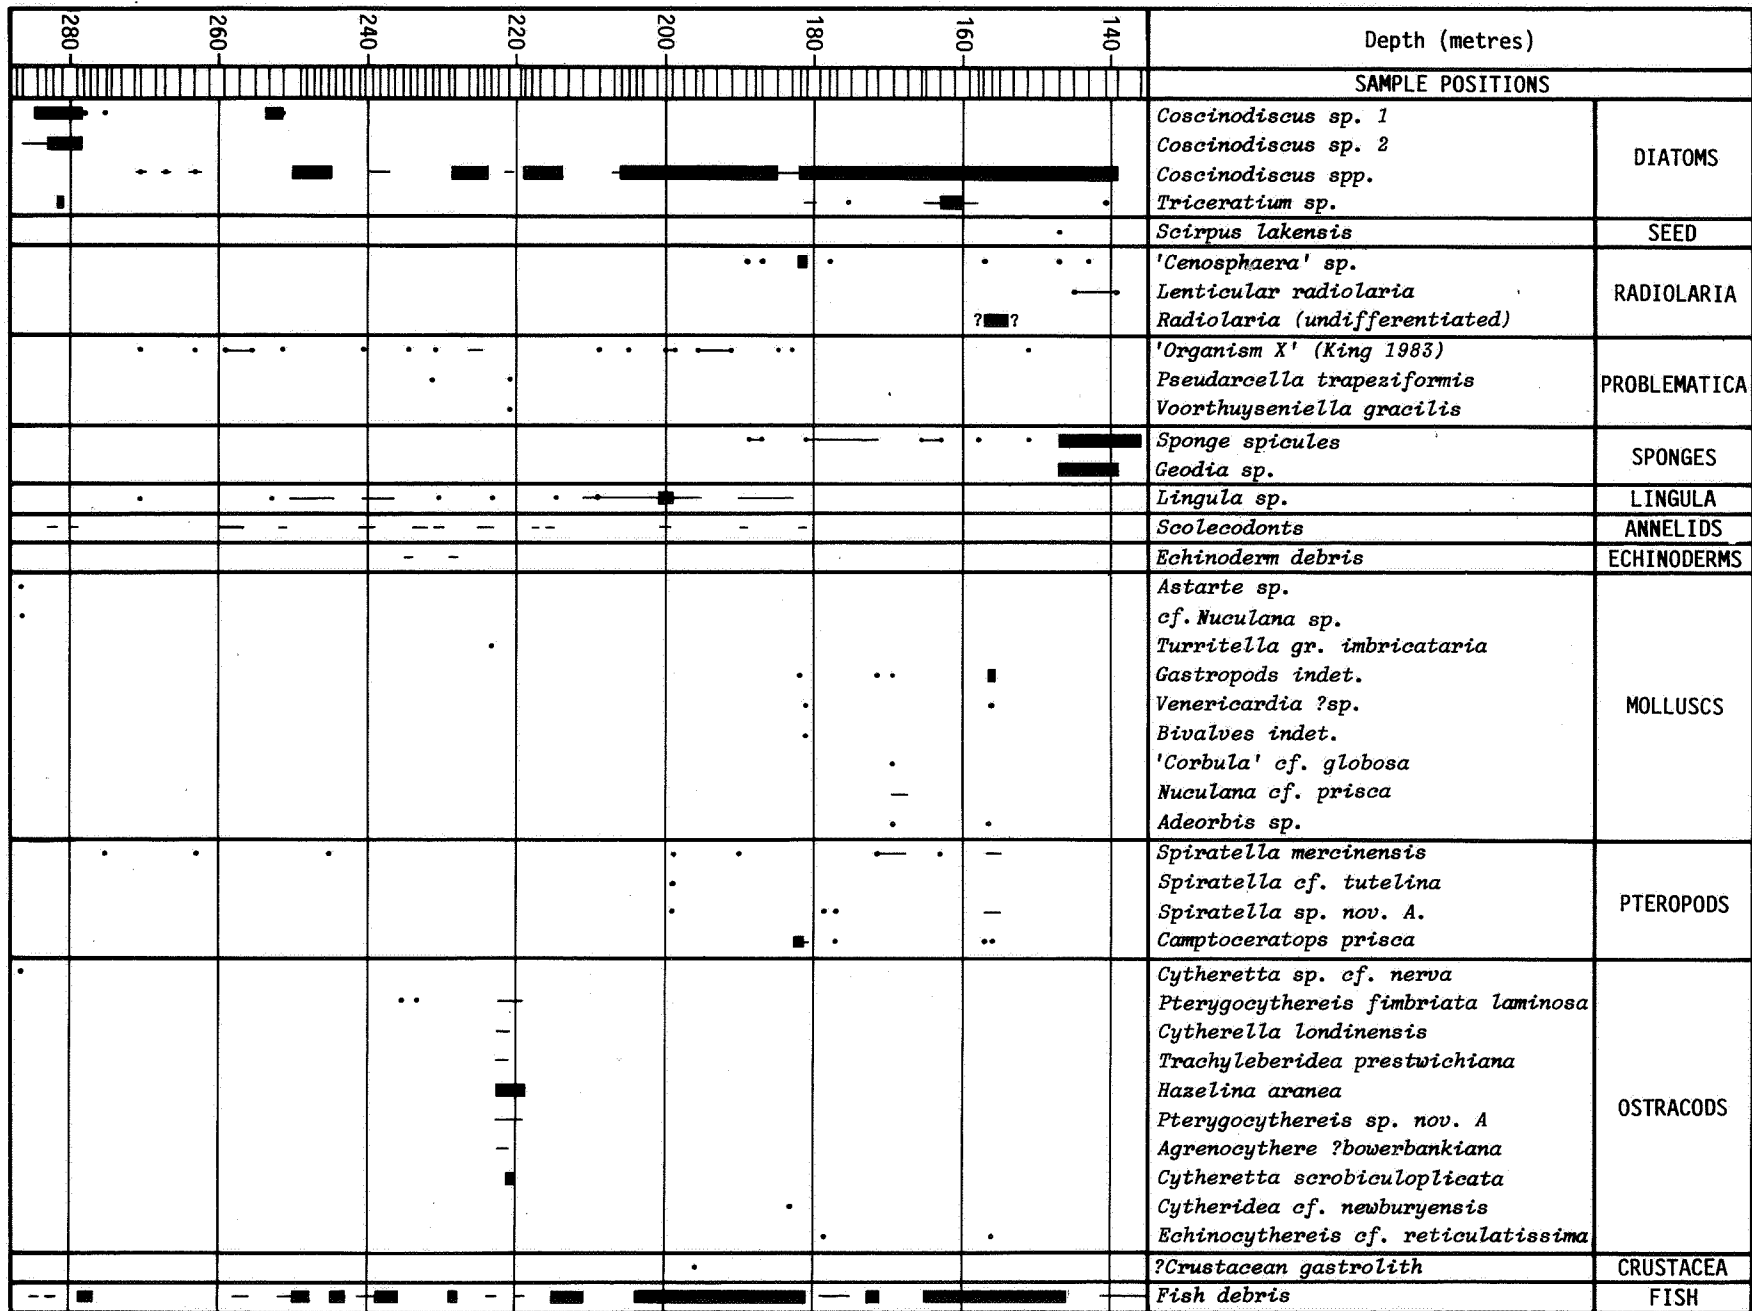 280 260 240 220 200 180 160 140 Depth (metres)
SAMPLE POSITIONS
Coscinodiscus sp. 1
Coscinodiscus sp. 2
Coscinodiscus spp.
Triceratium sp.
DIATOMS
Scirpus lakensis
SEED
'Cenosphaera' sp.
Lenticular radiolaria
? ? Radiolaria (undifferentiated)
RADIOLARIA
'Organism X' (King 1983)
Pseudarcella trapeziformis
Voorthuyseniella gracilis
PROBLEMATICA
Sponge spicules
Geodia sp.
SPONGES
Lingula sp.
LINGULA
Scolecodonts
ANNELIDS
Echinoderm debris
ECHINODERMS
Astarte sp.
cf. Nuculana sp.
Turritella gr. imbricataria
Gastropods indet.
Venericardia ?sp.
Bivalves indet.
'Corbula' cf. globosa
Nuculana cf. prisca
Adeorbis sp.
MOLLUSCS
Spiratella mercinensis
Spiratella cf. tutelina
Spiratella sp. nov. A.
Camptoceratops prisca
PTEROPODS
Cytheretta sp. cf. nerva
Pterygocythereis fimbriata laminosa
Cytherella londinensis
Trachyleberidea prestwichiana
Hazelina aranea
Pterygocythereis sp. nov. A
Agrenocythere ?bowerbankiana
Cytheretta scrobiculoplicata
Cytheridea cf. newburyensis
Echinocythereis cf. reticulatissima
OSTRACODS
?Crustacean gastrolith
CRUSTACEA
Fish debris
FISH